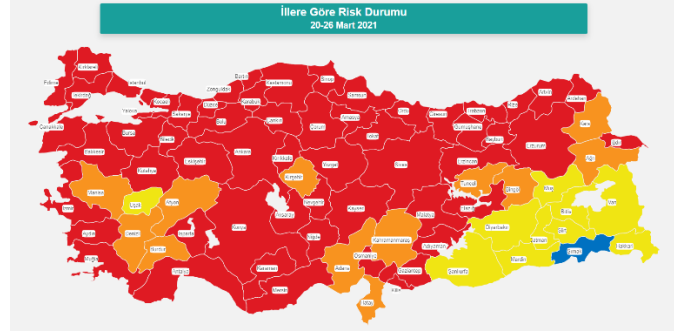 İllere Göre Risk Durumu
20-26 Mart 2021
Kırklareli
Edirne
Tekirdağ
İstanbul
Kocaeli
Yalova
Sakarya
Düzce
Zonguldak
Bartın
Karabük
Kastamonu
Sinop
Samsun
Ordu
Giresun
Trabzon
Rize
Artvin
Ardahan
Kars
Çanakkale
Bursa
Bilecik
Bolu
Çankırı
Çorum
Amasya
Tokat
Gümüşhane
Bayburt
Erzurum
Iğdır
Ağrı
Balıkesir
Kütahya
Eskişehir
Ankara
Kırıkkale
Yozgat
Sivas
Erzincan
Tunceli
Bingöl
Muş
Kırşehir
Manisa
Uşak
Afyon
İzmir
Nevşehir
Aksaray
Kayseri
Malatya
Elazığ
Bitlis
Van
Aydın
Denizli
Isparta
Konya
Niğde
Kahramanmaraş
Adıyaman
Diyarbakır
Batman
Siirt
Muğla
Burdur
Antalya
Karaman
Mersin
Adana
Osmaniye
Gaziantep
Şanlıurfa
Mardin
Şırnak
Hakkari
Kilis
Hatay